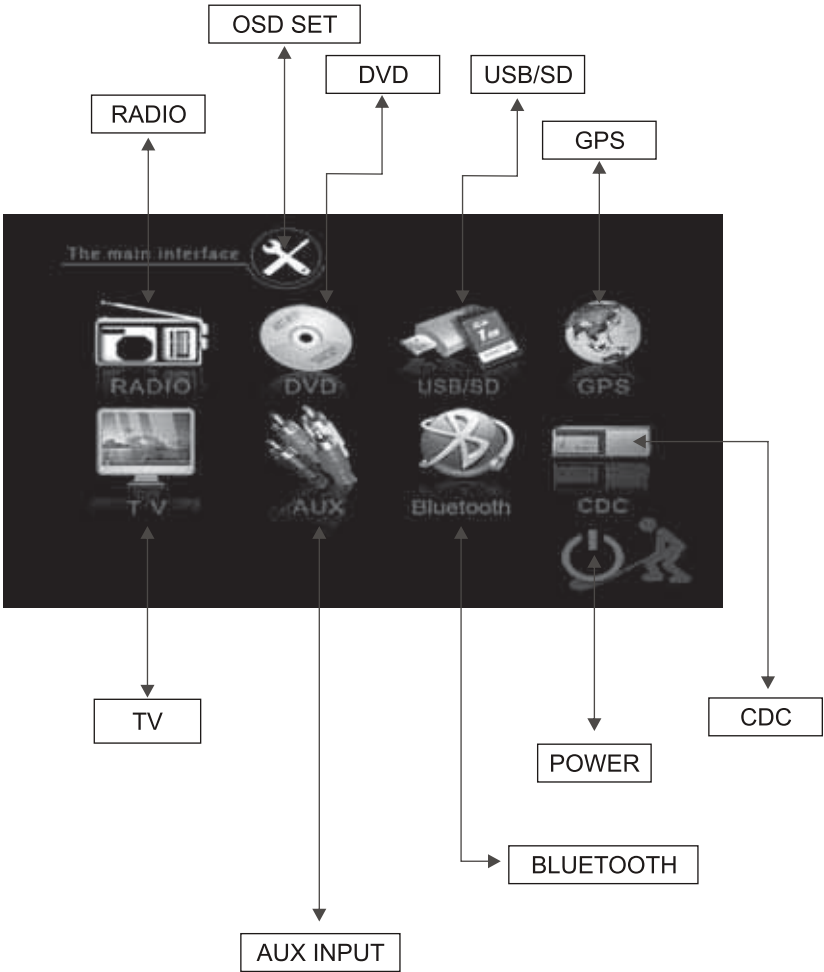 OSD SET
DVD
USB/SD
RADIO
GPS
The main interface
RADIO
DVD
USB/SD
GPS
TV
AUX
Bluetooth
CDC
TV
CDC
POWER
BLUETOOTH
AUX INPUT